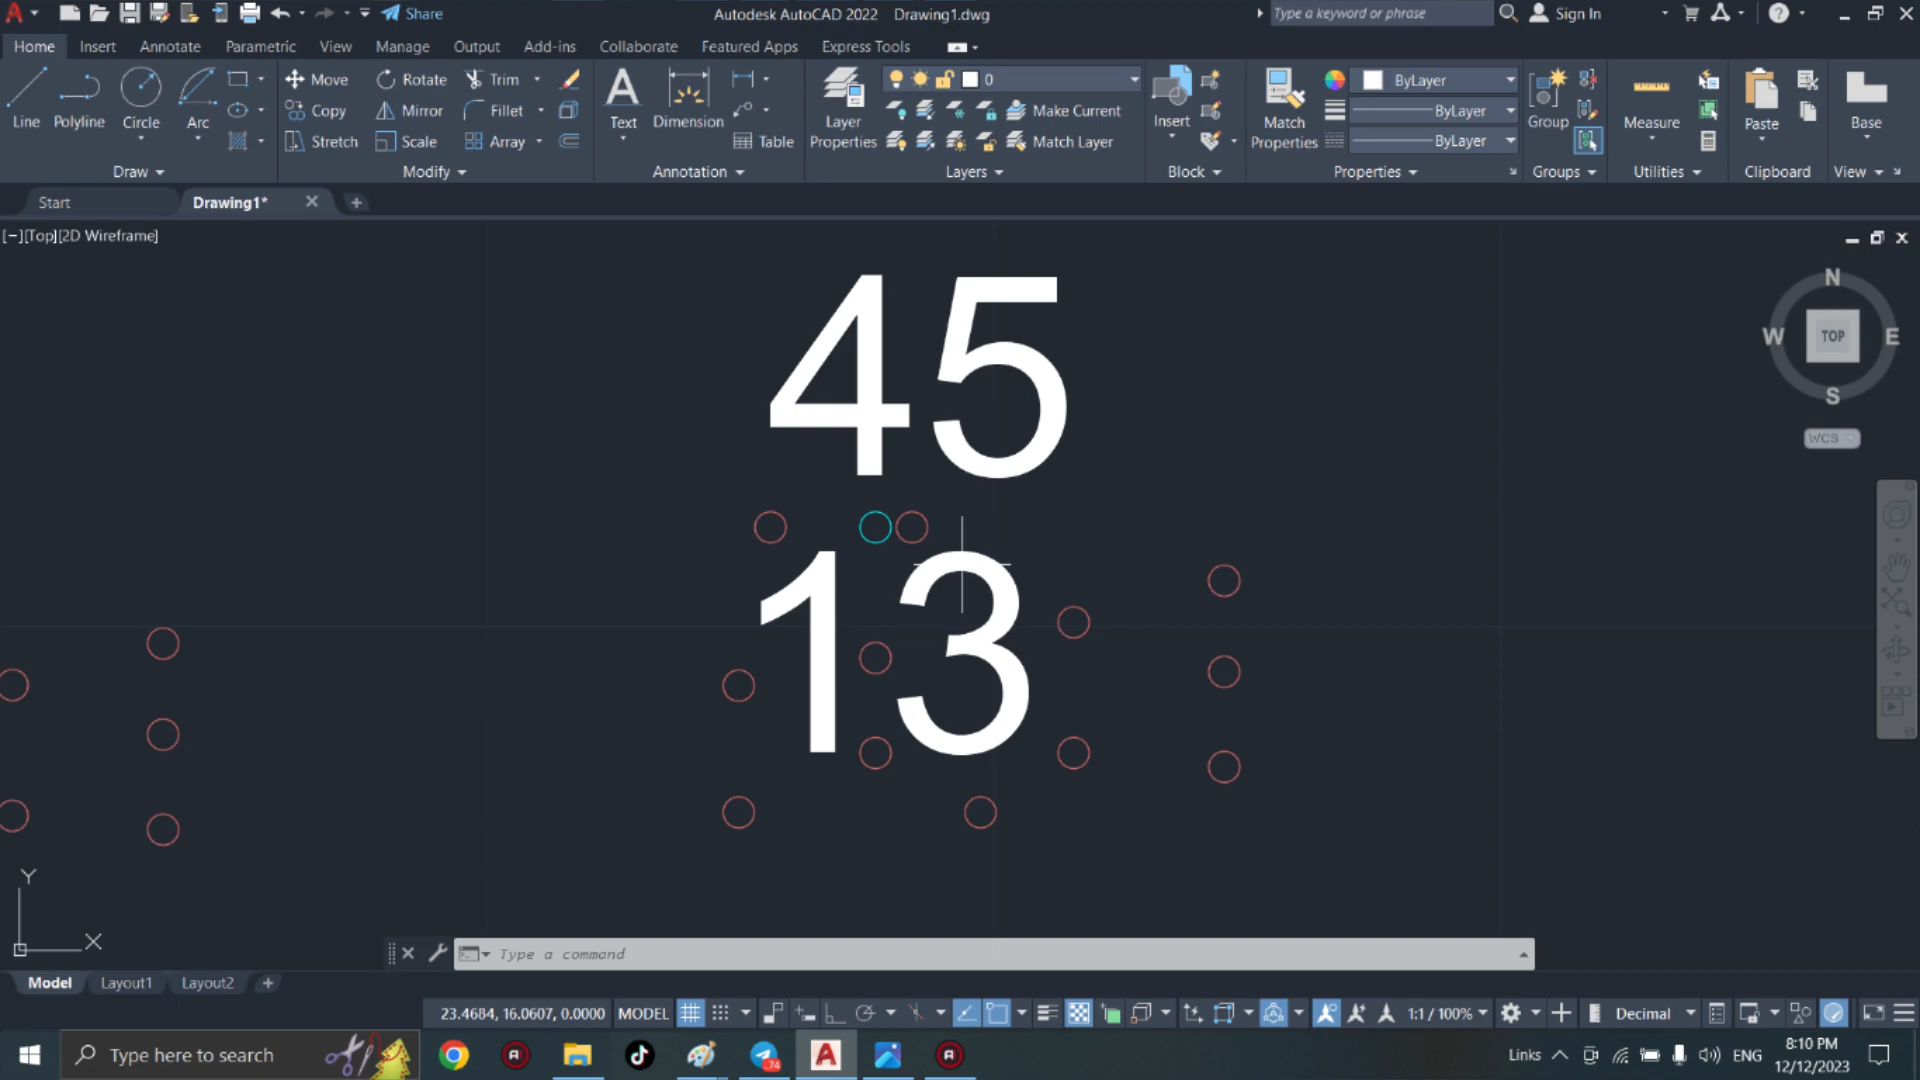 Share
Autodesk AutoCAD 2022 Drawing1.dwg
Type a keyword or phrase
Sign In
Home Insert Annotate Parametric View Manage Output Add-ins Collaborate Featured Apps Express Tools
Line Polyline Circle Arc
Draw
Move Rotate Trim
Copy Mirror Fillet
Stretch Scale Array
Modify
Text Dimension Table
Annotation
Layer Properties
0
Make Current
Match Layer
Layers
Insert
Block
Match Properties
ByLayer
ByLayer
ByLayer
Properties
Group
Groups
Measure
Utilities
Paste
Clipboard
Base
View
Start Drawing1*
[−][Top][2D Wireframe]
N
W TOP E
S
WCS
45
13
Y
X
Type a command
Model Layout1 Layout2
23.4684, 16.0607, 0.0000 MODEL 1:1 / 100% Decimal
Type here to search
74
Links ENG 8:10 PM
12/12/2023